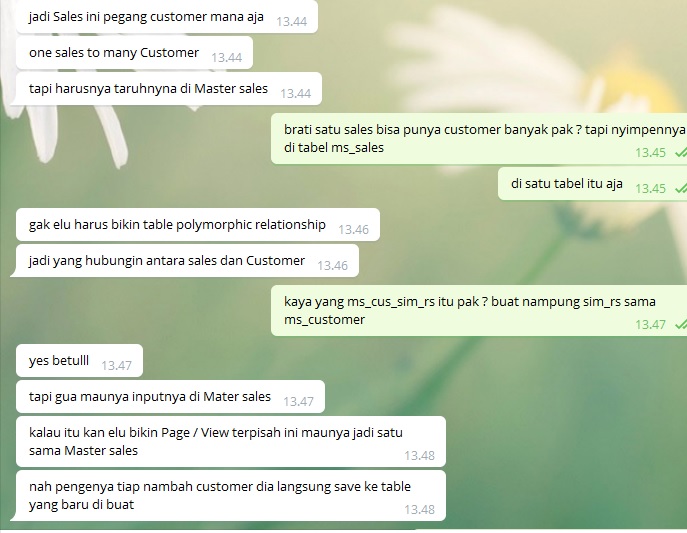 jadi Sales ini pegang customer mana aja 13.44
one sales to many Customer 13.44
tapi harusnya taruhnyna di Master sales 13.44
brati satu sales bisa punya customer banyak pak ? tapi nyimpennya
di tabel ms_sales 13.45
di satu tabel itu aja 13.45
gak elu harus bikin table polymorphic relationship 13.46
jadi yang hubungin antara sales dan Customer 13.46
kaya yang ms_cus_sim_rs itu pak ? buat nampung sim_rs sama
ms_customer 13.47
yes betulll 13.47
tapi gua maunya inputnya di Mater sales 13.47
kalau itu kan elu bikin Page / View terpisah ini maunya jadi satu
sama Master sales 13.48
nah pengenya tiap nambah customer dia langsung save ke table
yang baru di buat 13.48